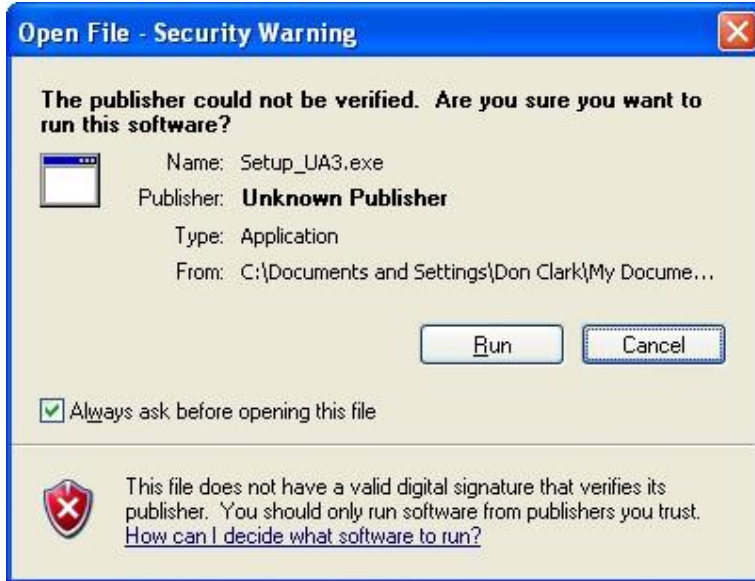 Open File - Security Warning
The publisher could not be verified. Are you sure you want to
run this software?
Name: Setup_UA3.exe
Publisher: Unknown Publisher
Type: Application
From: C:\Documents and Settings\Don Clark\My Docume...
Run Cancel
Always ask before opening this file
This file does not have a valid digital signature that verifies its
publisher. You should only run software from publishers you trust.
How can I decide what software to run?